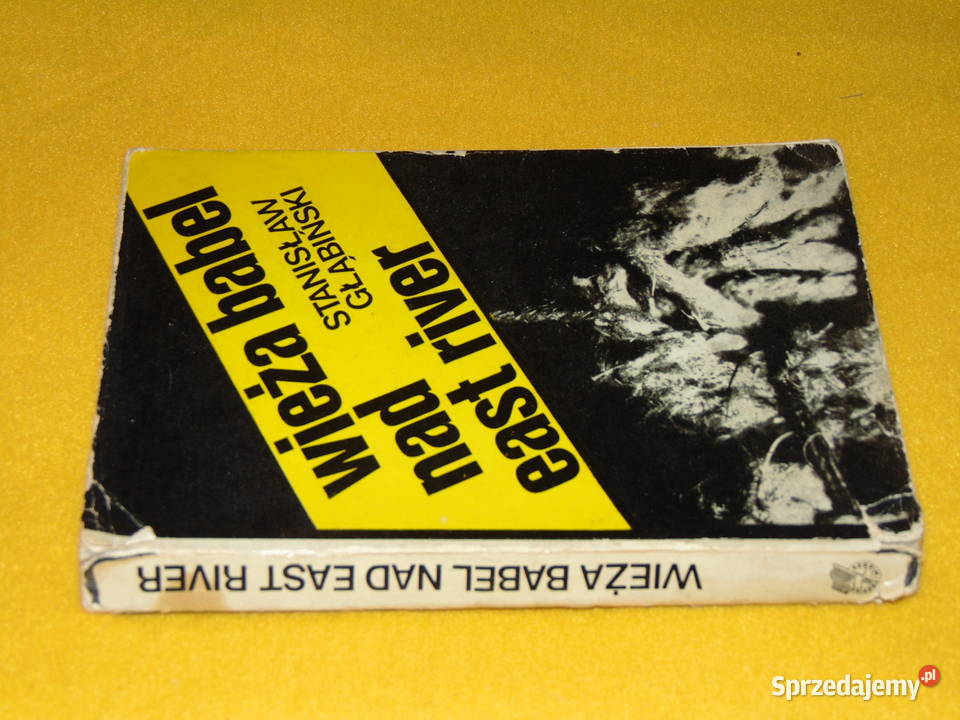 wieża babel
nad
east river
STANISŁAW
GŁĄBIŃSKI
WIEŻA BABEL NAD EAST RIVER
Sprzedajemy.pl